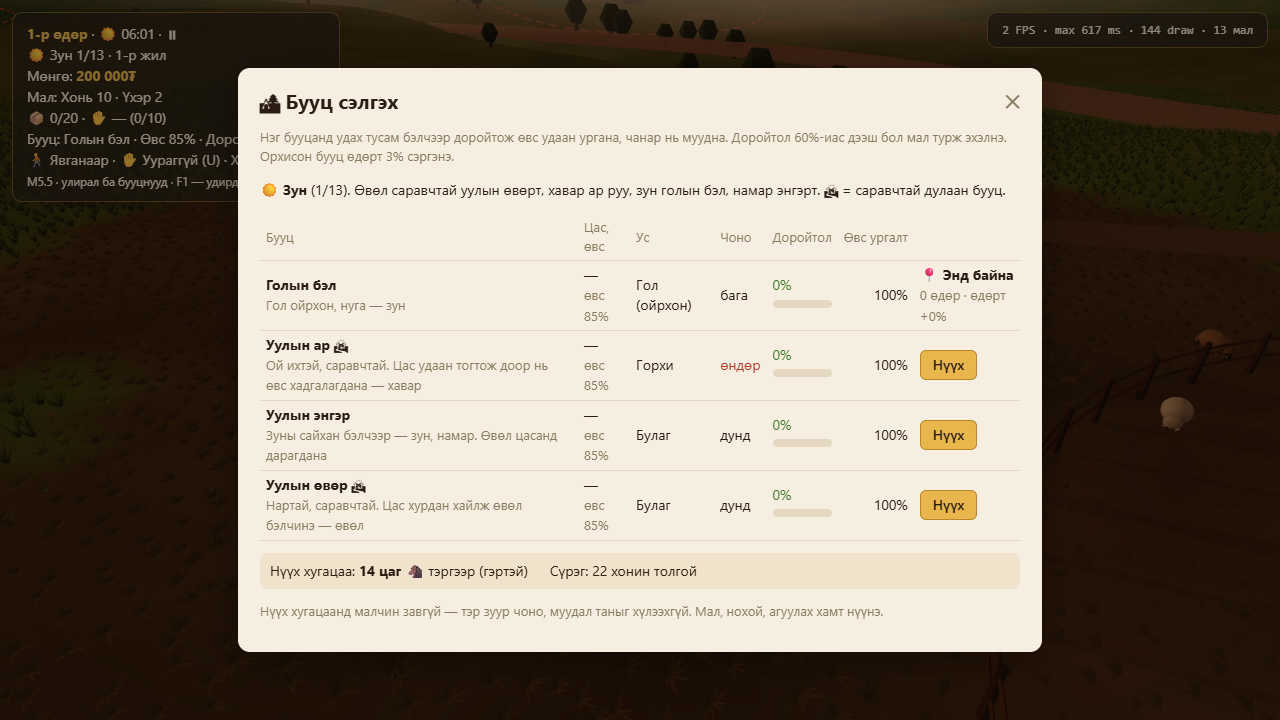 1-р өдөр · 06:01 · ⏸
Зун 1/13 · 1-р жил
Мөнгө: 200 000₮
Мал: Хонь 10 · Үхэр 2
0/20 · — (0/10)
Бууц: Голын бэл · Өвс 85% ·
Явганаар · Уураггүй (U) ·
M5.5 · улирал ба бууцнууд · F1 —
2 FPS · max 617 ms · 144 draw · 13 мал
Бууц сэлгэх
Нэг бууцанд удах тусам бэлчээр доройтож өвс удаан ургана, чанар нь муудна. Доройтол 60%-иас дээш бол мал турж эхэлнэ.
Орхисон бууц өдөрт 3% сэргэнэ.
Зун (1/13). Өвөл саравчтай уулын өвөрт, хавар ар руу, зун голын бэл, намар энгэрт. = саравчтай дулаан бууц.
Бууц Цас, өвс Ус Чоно Доройтол Өвс ургалт
Голын бэл
Гол ойрхон, нуга — зун
— өвс 85%
Гол (ойрхон)
бага
0%
100%
Энд байна
0 өдөр · өдөрт +0%
Уулын ар
Ой ихтэй, саравчтай. Цас удаан тогтож доор нь
өвс хадгалагдана — хавар
— өвс 85%
Горхи
өндөр
0%
100%
Нүүх
Уулын энгэр
Зуны сайхан бэлчээр — зун, намар. Өвөл цасанд
дарагдана
— өвс 85%
Булаг
дунд
0%
100%
Нүүх
Уулын өвөр
Нартай, саравчтай. Цас хурдан хайлж өвөл
бэлчинэ — өвөл
— өвс 85%
Булаг
дунд
0%
100%
Нүүх
Нүүх хугацаа: 14 цаг тэргээр (гэртэй) Сүрэг: 22 хонин толгой
Нүүх хугацаанд малчин завгүй — тэр зуур чоно, муудал таныг хүлээхгүй. Мал, нохой, агуулах хамт нүүнэ.